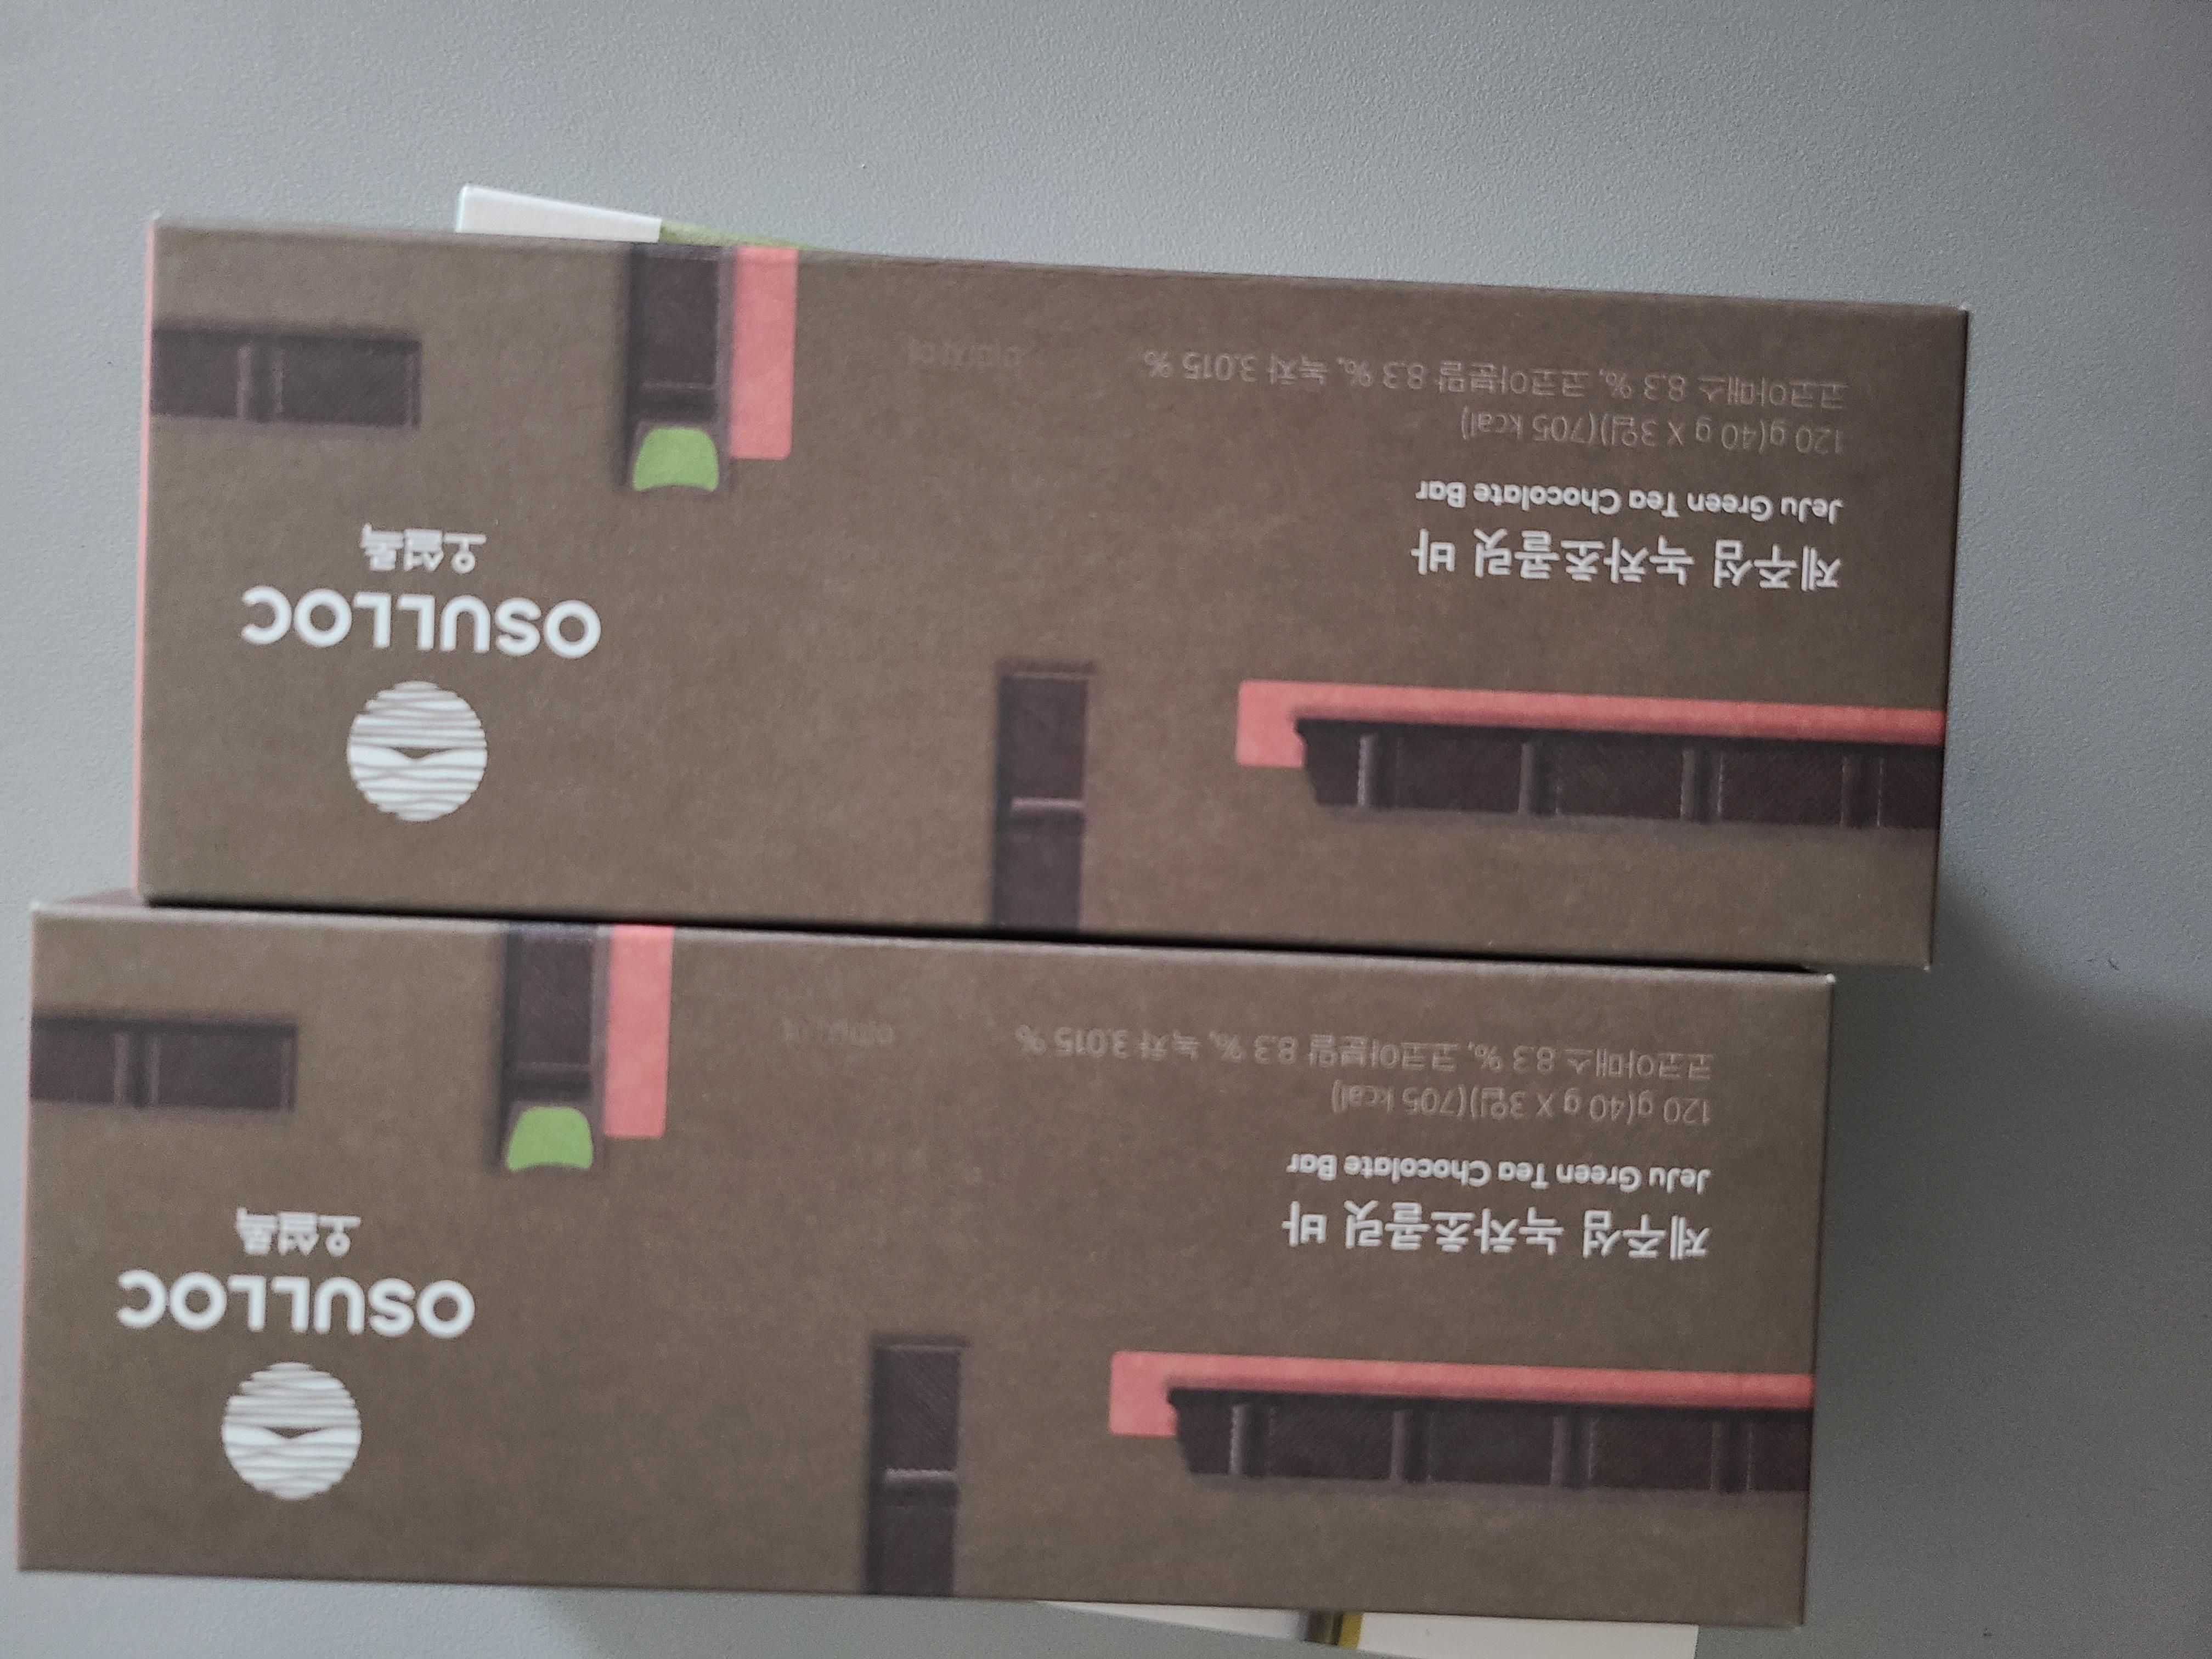 OSULLOC
오설록
제주섬 녹차초콜릿 바
JeJu Green Tea Chocolate Bar
120 g(40 g X 3입)(705 kcal)
코코아매스 8.3 %, 코코아분말 8.3 %, 녹차 3.015 %
OSULLOC
오설록
제주섬 녹차초콜릿 바
JeJu Green Tea Chocolate Bar
120 g(40 g X 3입)(705 kcal)
코코아매스 8.3 %, 코코아분말 8.3 %, 녹차 3.015 %